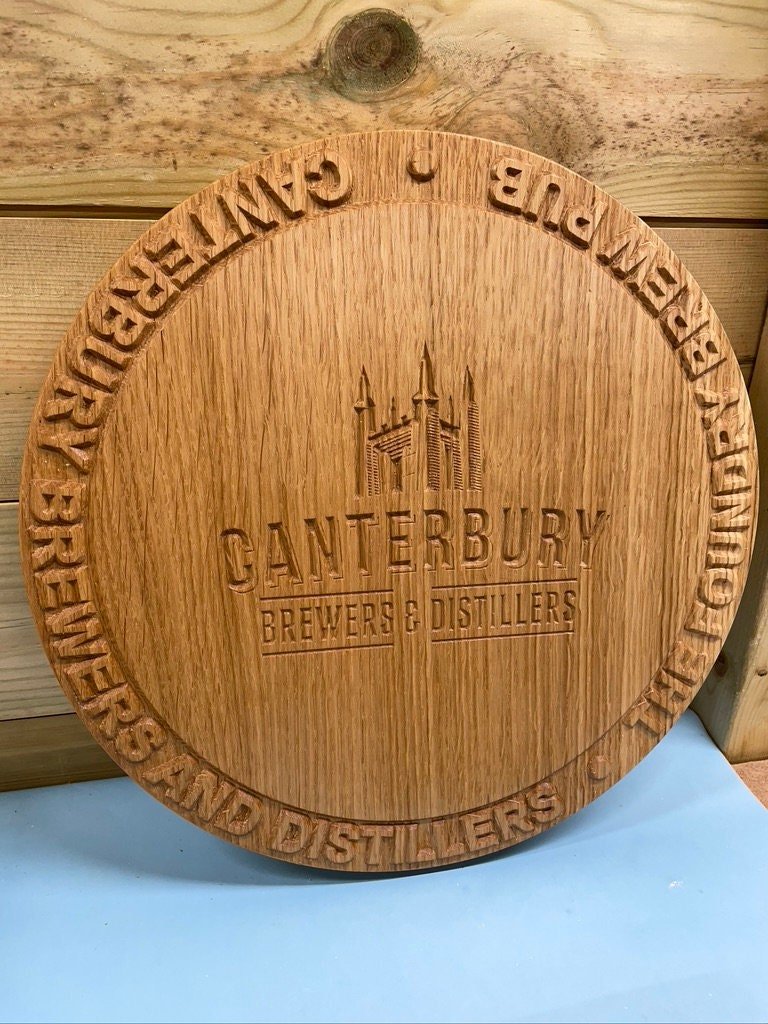 CANTERBURY BREWERS AND DISTILLERS
THE FOUNDRY BREW PUB
CANTERBURY
BREWERS & DISTILLERS